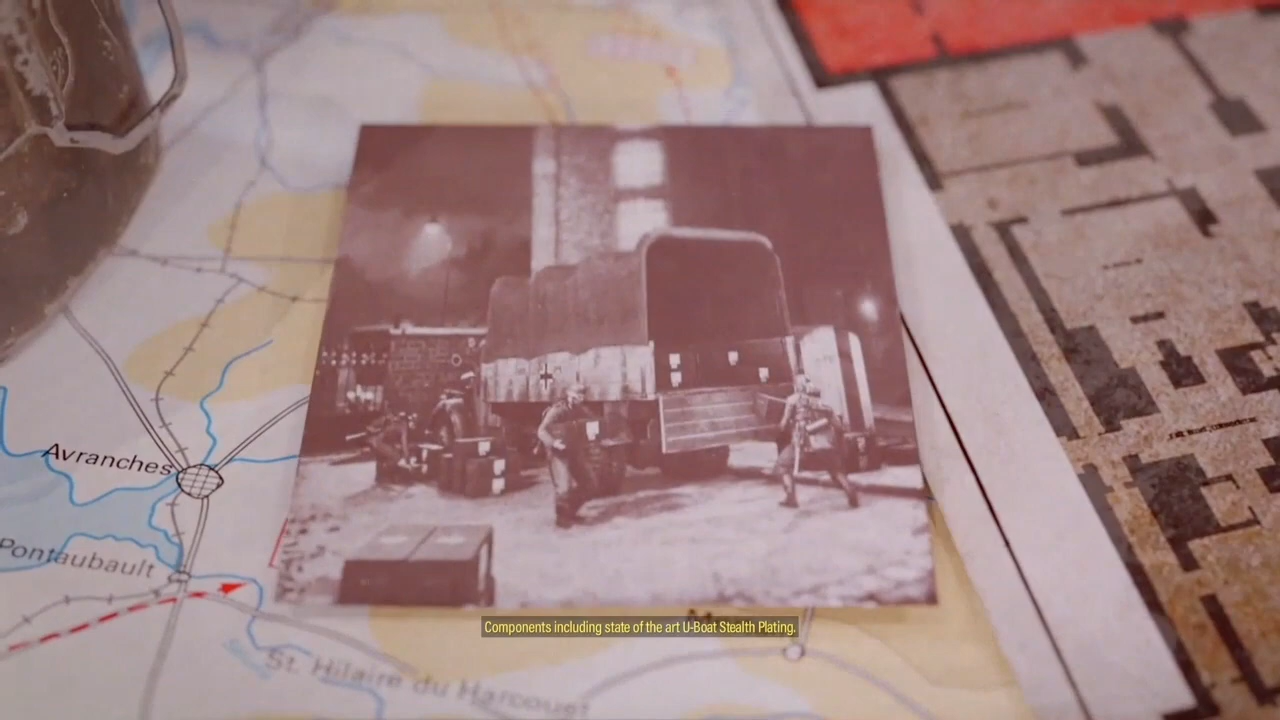 Avranches
Pontaubault
Components including state of the art U-Boat Stealth Plating.
St. Hilaire du Harcouet